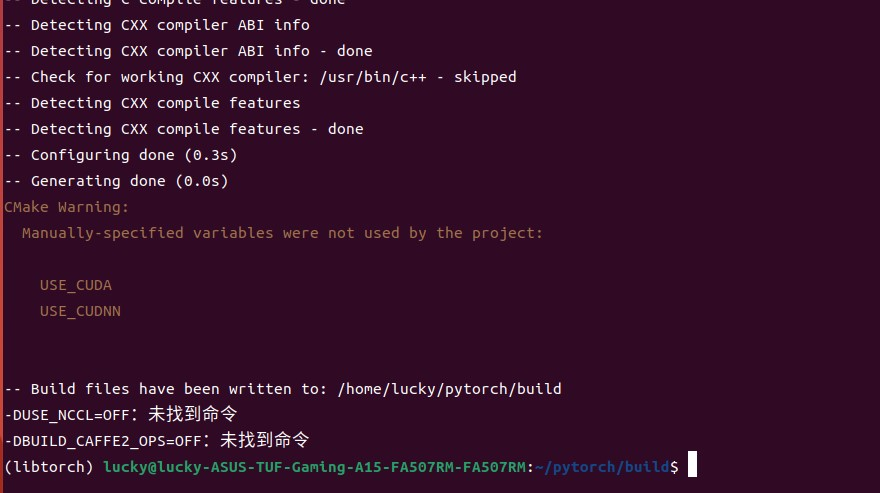 -- Detecting C compile features - done
-- Detecting CXX compiler ABI info
-- Detecting CXX compiler ABI info - done
-- Check for working CXX compiler: /usr/bin/c++ - skipped
-- Detecting CXX compile features
-- Detecting CXX compile features - done
-- Configuring done (0.3s)
-- Generating done (0.0s)
CMake Warning:
  Manually-specified variables were not used by the project:
    USE_CUDA
    USE_CUDNN
-- Build files have been written to: /home/lucky/pytorch/build
-DUSE_NCCL=OFF：未找到命令
-DBUILD_CAFFE2_OPS=OFF：未找到命令
(libtorch) lucky@lucky-ASUS-TUF-Gaming-A15-FA507RM-FA507RM:~/pytorch/build$